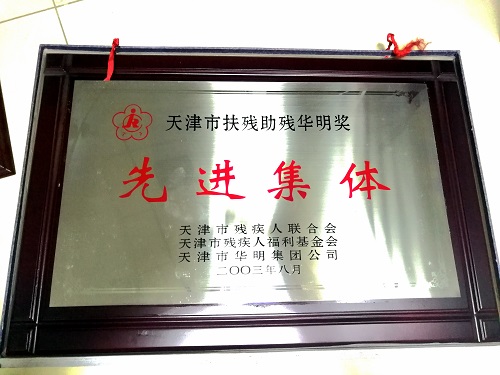 天津市扶残助残华明奖
先进集体
天津市残疾人联合会
天津市残疾人福利基金会
天津市华明集团公司
二〇〇三年八月